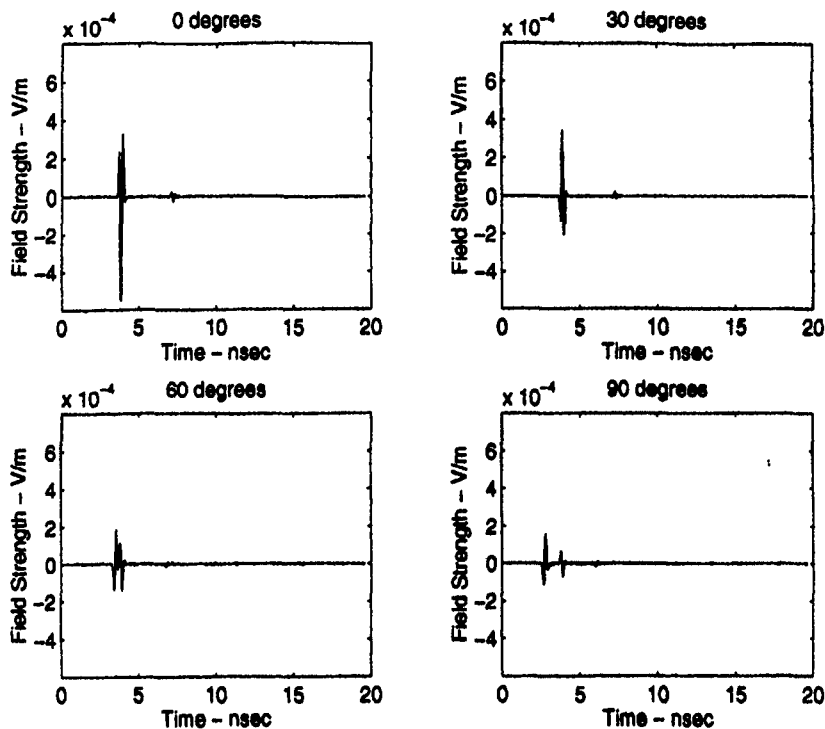 0 degrees
x 10⁻⁴
6
4
2
0
−2
−4
Field Strength – V/m
0 5 10 15 20
Time – nsec
30 degrees
x 10⁻⁴
6
4
2
0
−2
−4
Field Strength – V/m
0 5 10 15 20
Time – nsec
60 degrees
x 10⁻⁴
6
4
2
0
−2
−4
Field Strength – V/m
0 5 10 15 20
Time – nsec
90 degrees
x 10⁻⁴
6
4
2
0
−2
−4
Field Strength – V/m
0 5 10 15 20
Time – nsec